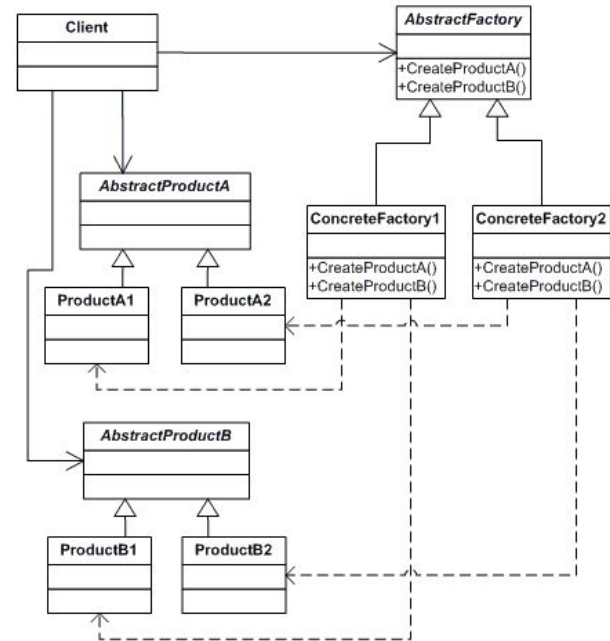 Client
AbstractFactory
+CreateProductA()
+CreateProductB()
AbstractProductA
ConcreteFactory1
+CreateProductA()
+CreateProductB()
ConcreteFactory2
+CreateProductA()
+CreateProductB()
ProductA1
ProductA2
AbstractProductB
ProductB1
ProductB2